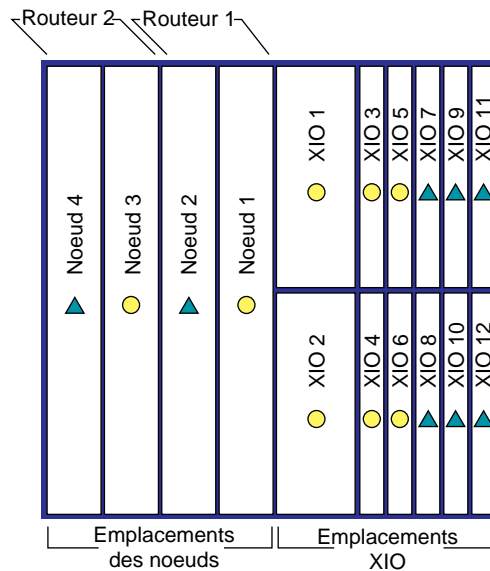 Routeur 2
Routeur 1
Noeud 4
Noeud 3
Noeud 2
Noeud 1
XIO 1
XIO 3
XIO 5
XIO 7
XIO 9
XIO 11
XIO 2
XIO 4
XIO 6
XIO 8
XIO 10
XIO 12
Emplacements
des noeuds
Emplacements
XIO